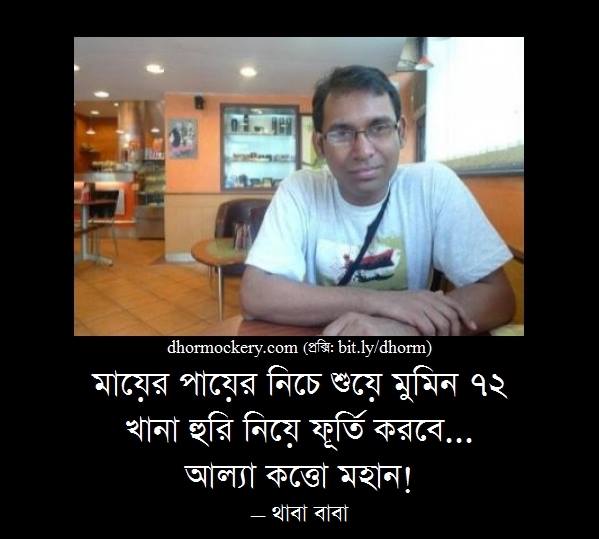 dhormockery.com (প্রক্সি: bit.ly/dhorm)
মায়ের পায়ের নিচে শুয়ে মুমিন ৭২
খানা হুরি নিয়ে ফূর্তি করবে...
আল্যা কত্তো মহান!
– থাবা বাবা